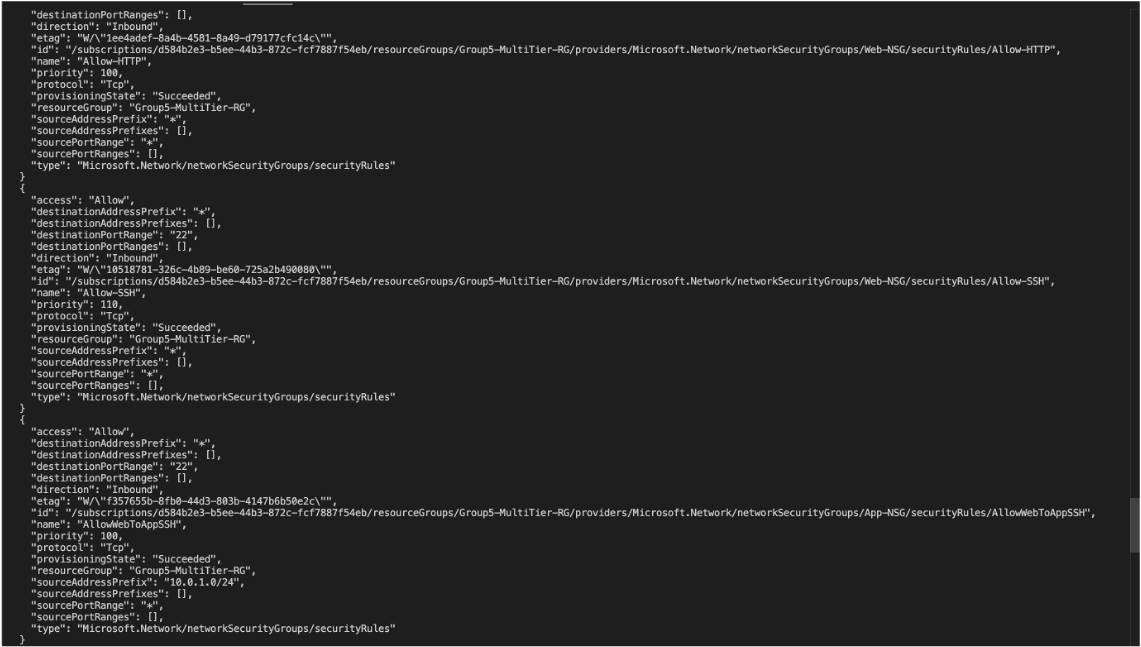 "destinationPortRanges": [],
"direction": "Inbound",
"etag": "W/\"1ee4adef-8a4b-4581-8a49-d79177cfc14c\"",
"id": "/subscriptions/d584b2e3-b5ee-44b3-872c-fcf7887f54eb/resourceGroups/Group5-MultiTier-RG/providers/Microsoft.Network/networkSecurityGroups/Web-NSG/securityRules/Allow-HTTP",
"name": "Allow-HTTP",
"priority": 100,
"protocol": "Tcp",
"provisioningState": "Succeeded",
"resourceGroup": "Group5-MultiTier-RG",
"sourceAddressPrefix": "*",
"sourceAddressPrefixes": [],
"sourcePortRange": "*",
"sourcePortRanges": [],
"type": "Microsoft.Network/networkSecurityGroups/securityRules"
}
{
"access": "Allow",
"destinationAddressPrefix": "*",
"destinationAddressPrefixes": [],
"destinationPortRange": "22",
"destinationPortRanges": [],
"direction": "Inbound",
"etag": "W/\"10518781-326c-4b89-be60-725a2b490080\"",
"id": "/subscriptions/d584b2e3-b5ee-44b3-872c-fcf7887f54eb/resourceGroups/Group5-MultiTier-RG/providers/Microsoft.Network/networkSecurityGroups/Web-NSG/securityRules/Allow-SSH",
"name": "Allow-SSH",
"priority": 110,
"protocol": "Tcp",
"provisioningState": "Succeeded",
"resourceGroup": "Group5-MultiTier-RG",
"sourceAddressPrefix": "*",
"sourceAddressPrefixes": [],
"sourcePortRange": "*",
"sourcePortRanges": [],
"type": "Microsoft.Network/networkSecurityGroups/securityRules"
}
{
"access": "Allow",
"destinationAddressPrefix": "*",
"destinationAddressPrefixes": [],
"destinationPortRange": "22",
"destinationPortRanges": [],
"direction": "Inbound",
"etag": "W/\"f357655b-8fb0-44d3-803b-4147b6b50e2c\"",
"id": "/subscriptions/d584b2e3-b5ee-44b3-872c-fcf7887f54eb/resourceGroups/Group5-MultiTier-RG/providers/Microsoft.Network/networkSecurityGroups/App-NSG/securityRules/AllowWebToAppSSH",
"name": "AllowWebToAppSSH",
"priority": 100,
"protocol": "Tcp",
"provisioningState": "Succeeded",
"resourceGroup": "Group5-MultiTier-RG",
"sourceAddressPrefix": "10.0.1.0/24",
"sourceAddressPrefixes": [],
"sourcePortRange": "*",
"sourcePortRanges": [],
"type": "Microsoft.Network/networkSecurityGroups/securityRules"
}